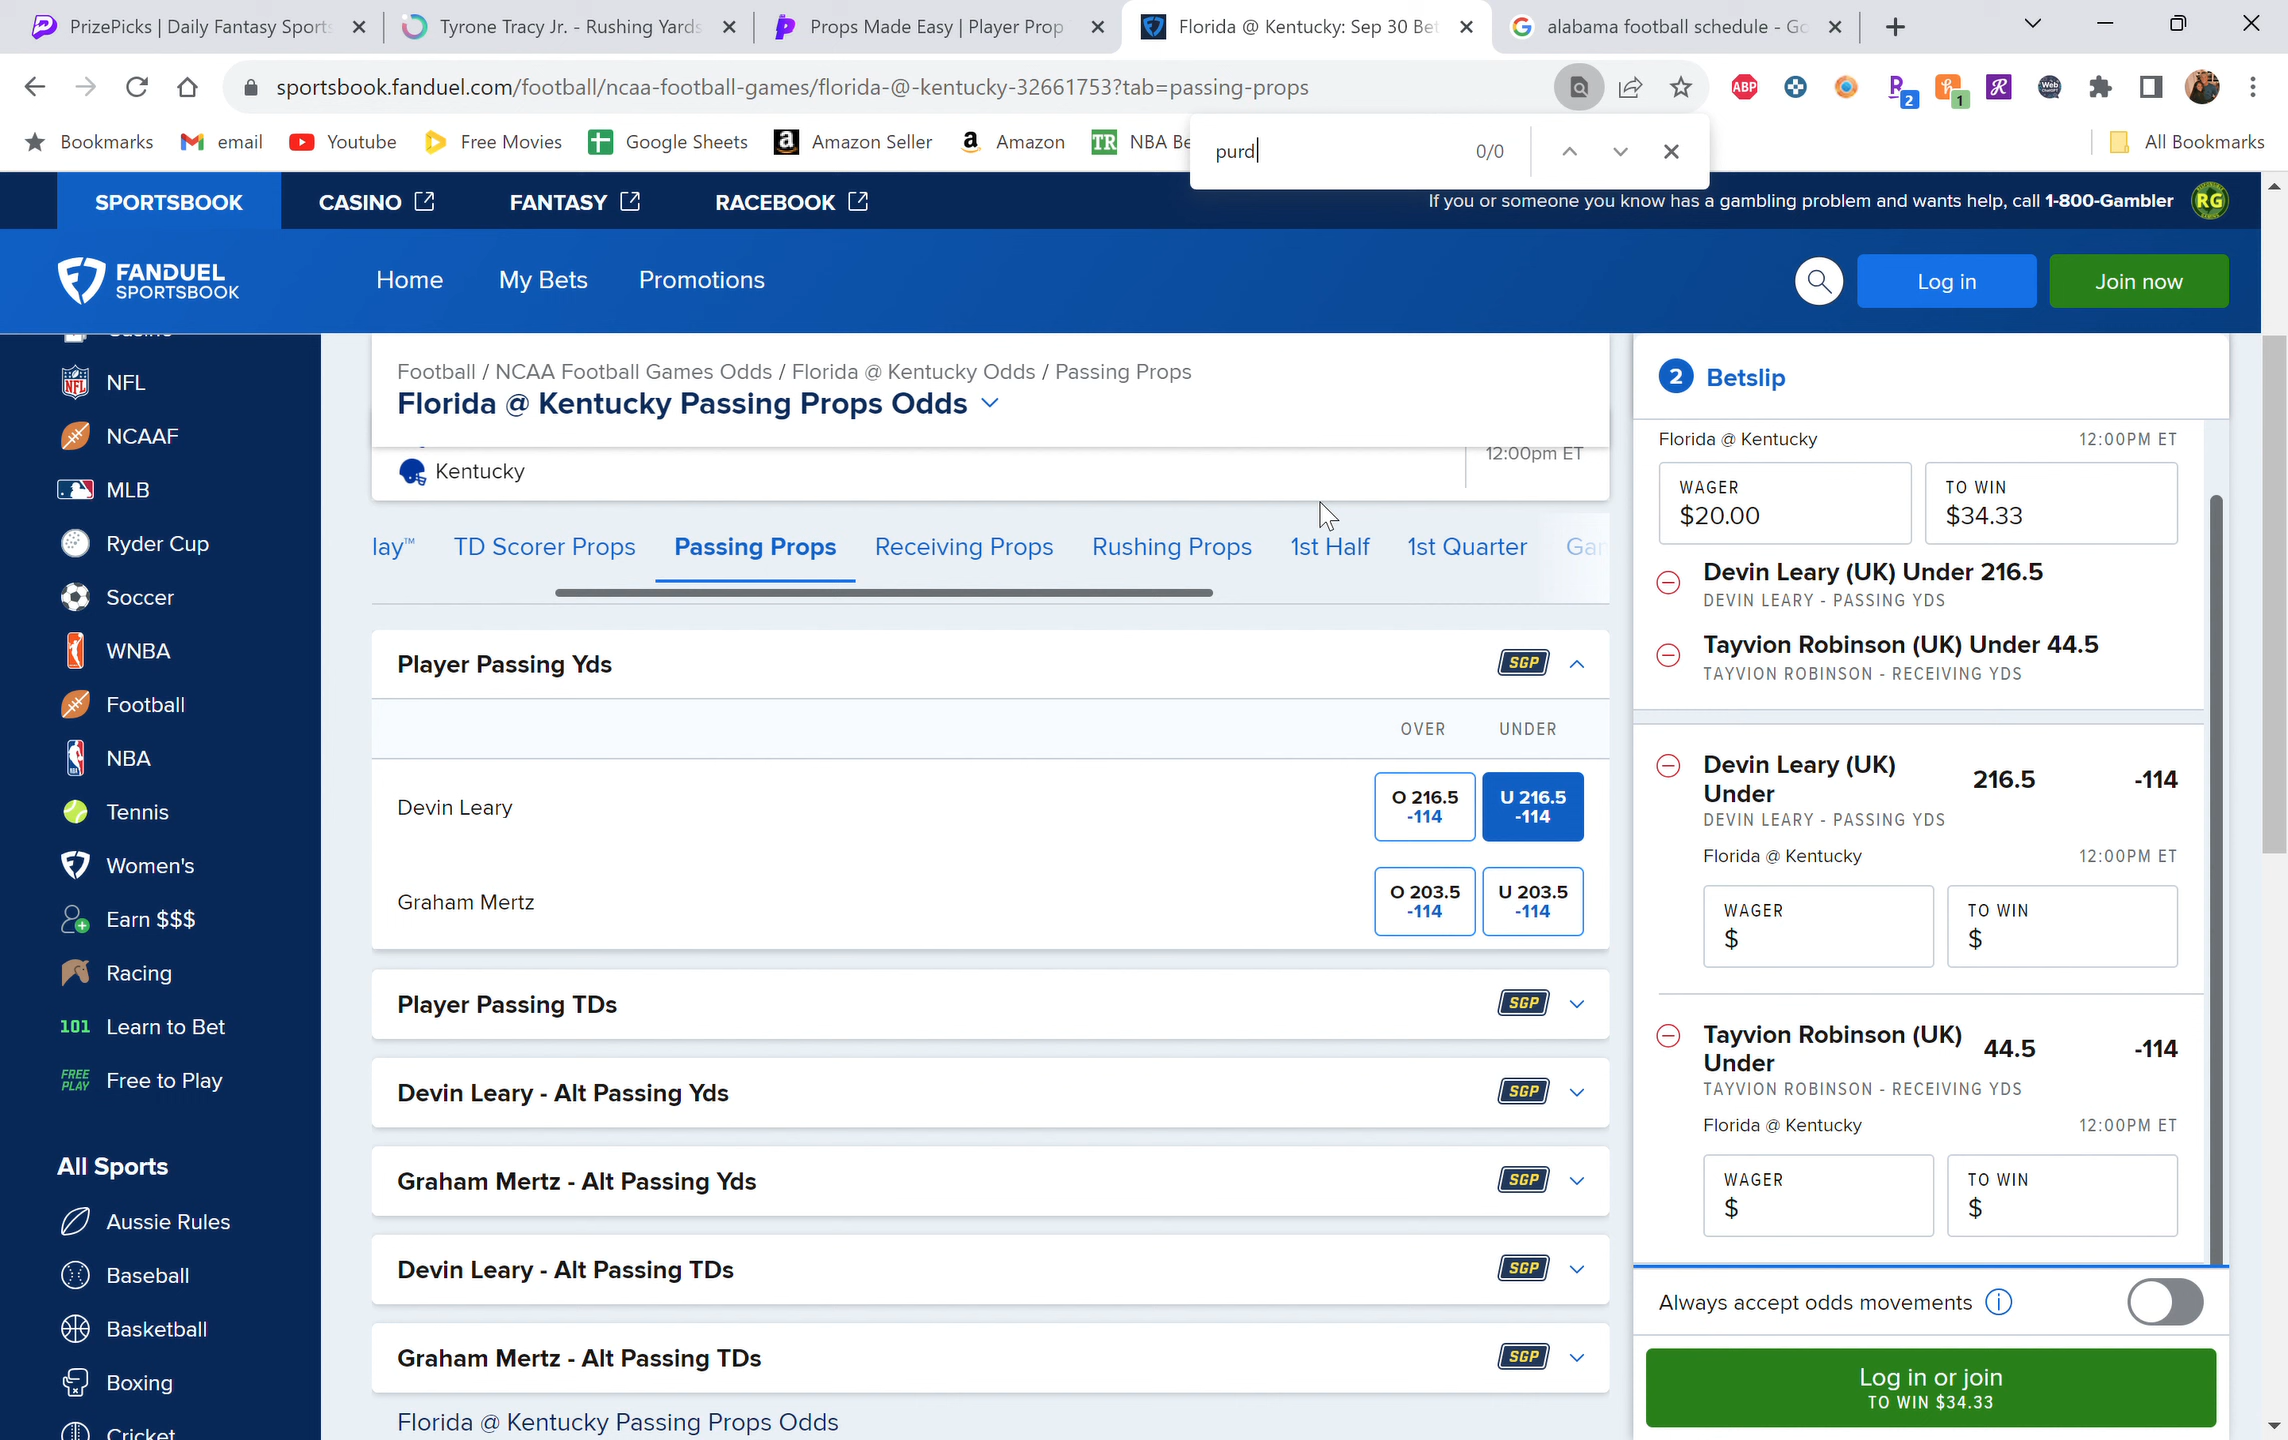 PrizePicks | Daily Fantasy Sports
Tyrone Tracy Jr. - Rushing Yards
Props Made Easy | Player Prop
Florida @ Kentucky: Sep 30 Bet
alabama football schedule - Go
sportsbook.fanduel.com/football/ncaa-football-games/florida-@-kentucky-32661753?tab=passing-props
ABP
2
1
Bookmarks
email
Youtube
Free Movies
Google Sheets
Amazon Seller
Amazon
TR NBA Be
All Bookmarks
purd
0/0
SPORTSBOOK
CASINO
FANTASY
RACEBOOK
If you or someone you know has a gambling problem and wants help, call 1-800-Gambler
RG
FANDUEL
SPORTSBOOK
Home
My Bets
Promotions
Log in
Join now
NFL
NCAAF
MLB
Ryder Cup
Soccer
WNBA
Football
NBA
Tennis
Women's
Earn $$$
Racing
101 Learn to Bet
FREE PLAY Free to Play
All Sports
Aussie Rules
Baseball
Basketball
Boxing
Cricket
Football / NCAA Football Games Odds / Florida @ Kentucky Odds / Passing Props
Florida @ Kentucky Passing Props Odds
Kentucky
12:00pm ET
lay™
TD Scorer Props
Passing Props
Receiving Props
Rushing Props
1st Half
1st Quarter
Gan
Player Passing Yds
SGP
OVER
UNDER
Devin Leary
O 216.5
-114
U 216.5
-114
Graham Mertz
O 203.5
-114
U 203.5
-114
Player Passing TDs
SGP
Devin Leary - Alt Passing Yds
SGP
Graham Mertz - Alt Passing Yds
SGP
Devin Leary - Alt Passing TDs
SGP
Graham Mertz - Alt Passing TDs
SGP
Florida @ Kentucky Passing Props Odds
2 Betslip
Florida @ Kentucky
12:00PM ET
WAGER
$20.00
TO WIN
$34.33
Devin Leary (UK) Under 216.5
DEVIN LEARY - PASSING YDS
Tayvion Robinson (UK) Under 44.5
TAYVION ROBINSON - RECEIVING YDS
Devin Leary (UK)
Under
216.5
-114
DEVIN LEARY - PASSING YDS
Florida @ Kentucky
12:00PM ET
WAGER
$
TO WIN
$
Tayvion Robinson (UK)
Under
44.5
-114
TAYVION ROBINSON - RECEIVING YDS
Florida @ Kentucky
12:00PM ET
WAGER
$
TO WIN
$
Always accept odds movements
Log in or join
TO WIN $34.33